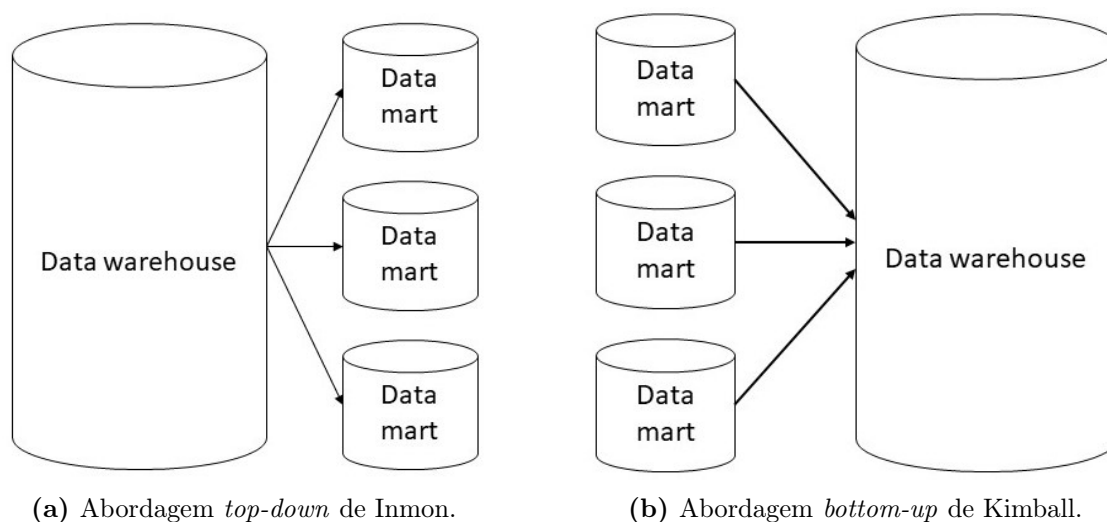 Data
mart
Data
mart
Data warehouse
Data
mart
(a) Abordagem top-down de Inmon.
Data
mart
Data
mart
Data warehouse
Data
mart
(b) Abordagem bottom-up de Kimball.